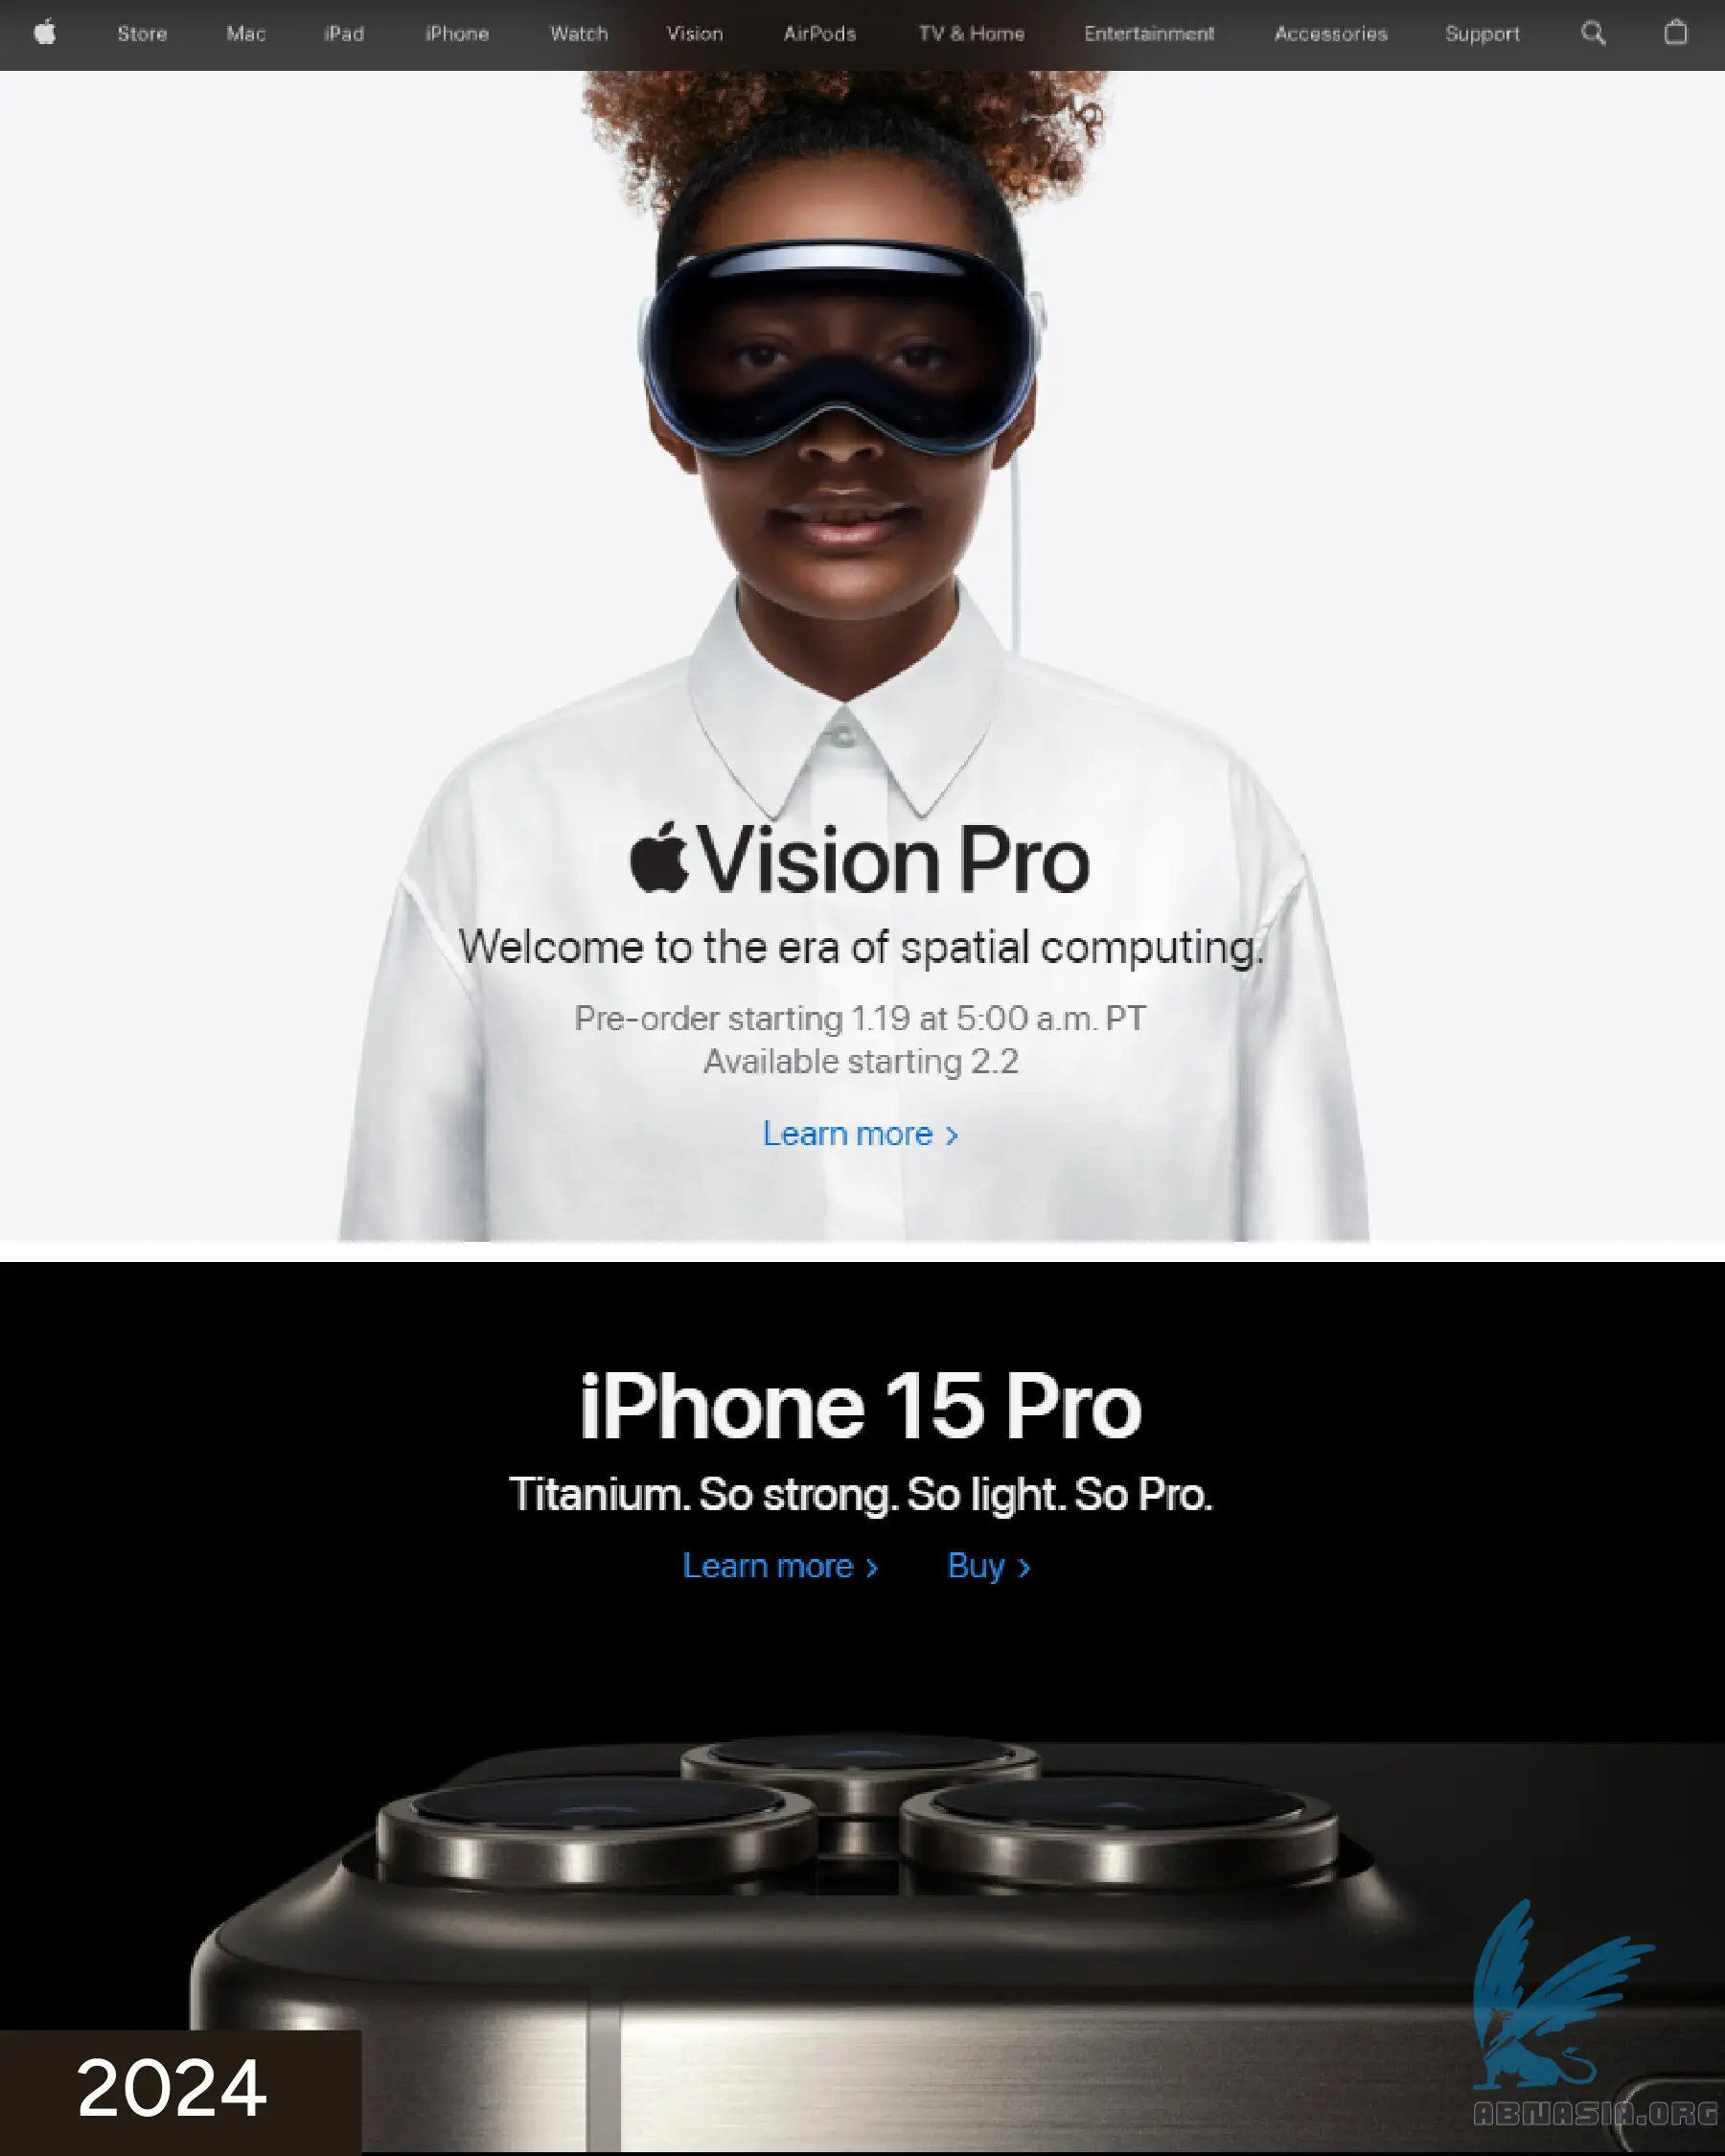 Store Mac iPad iPhone Watch Vision AirPods TV & Home Entertainment Accessories Support
Vision Pro
Welcome to the era of spatial computing.
Pre-order starting 1.19 at 5:00 a.m. PT
Available starting 2.2
Learn more >
iPhone 15 Pro
Titanium. So strong. So light. So Pro.
Learn more > Buy >
2024
ABNASIA.ORG